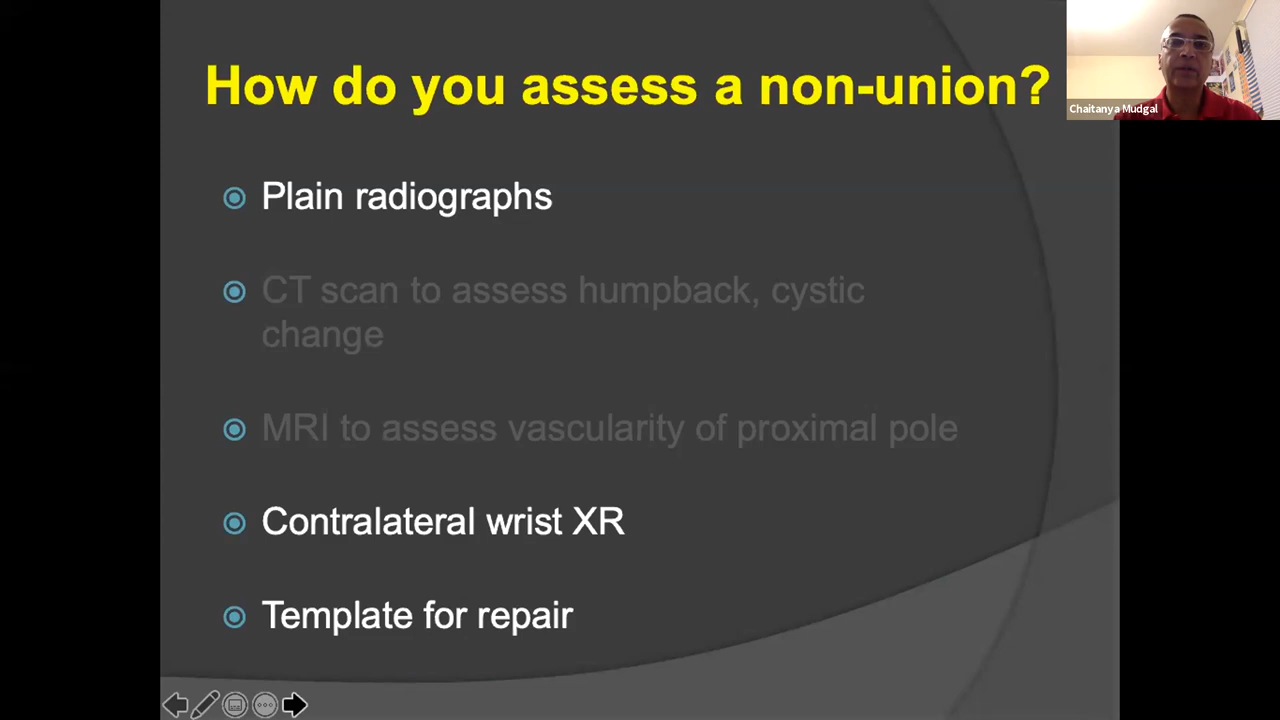 How do you assess a non-union?
Chaitanya Mudgal
Plain radiographs
CT scan to assess humpback, cystic
change
MRI to assess vascularity of proximal pole
Contralateral wrist XR
Template for repair